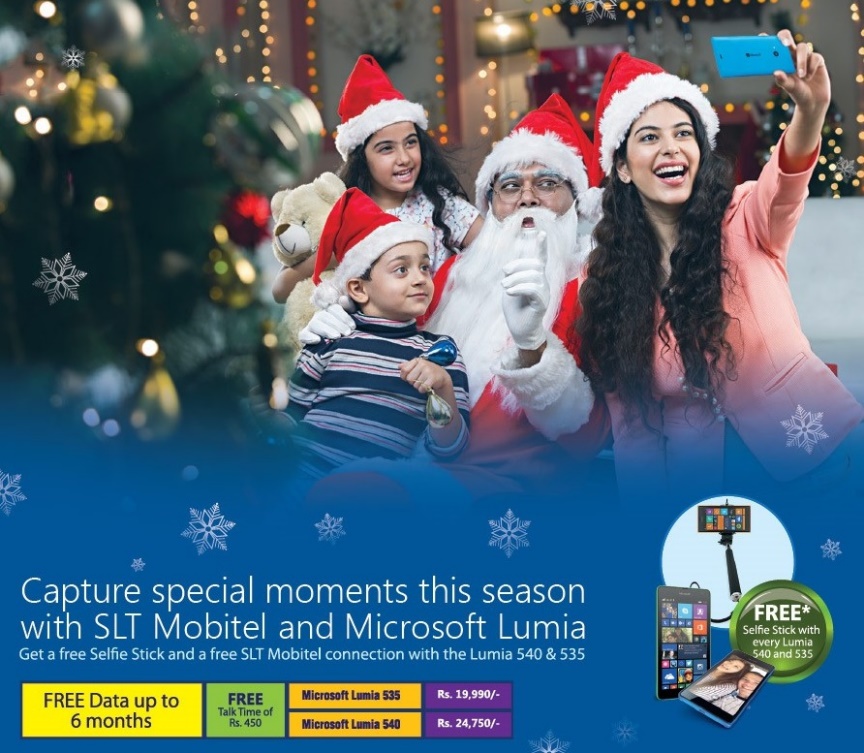 Capture special moments this season
with SLT Mobitel and Microsoft Lumia
Get a free Selfie Stick and a free SLT Mobitel connection with the Lumia 540 & 535
FREE*
Selfie Stick with
every Lumia
540 and 535
FREE Data up to
6 months
FREE
Talk Time of
Rs. 450
Microsoft Lumia 535
Rs. 19,990/-
Microsoft Lumia 540
Rs. 24,750/-